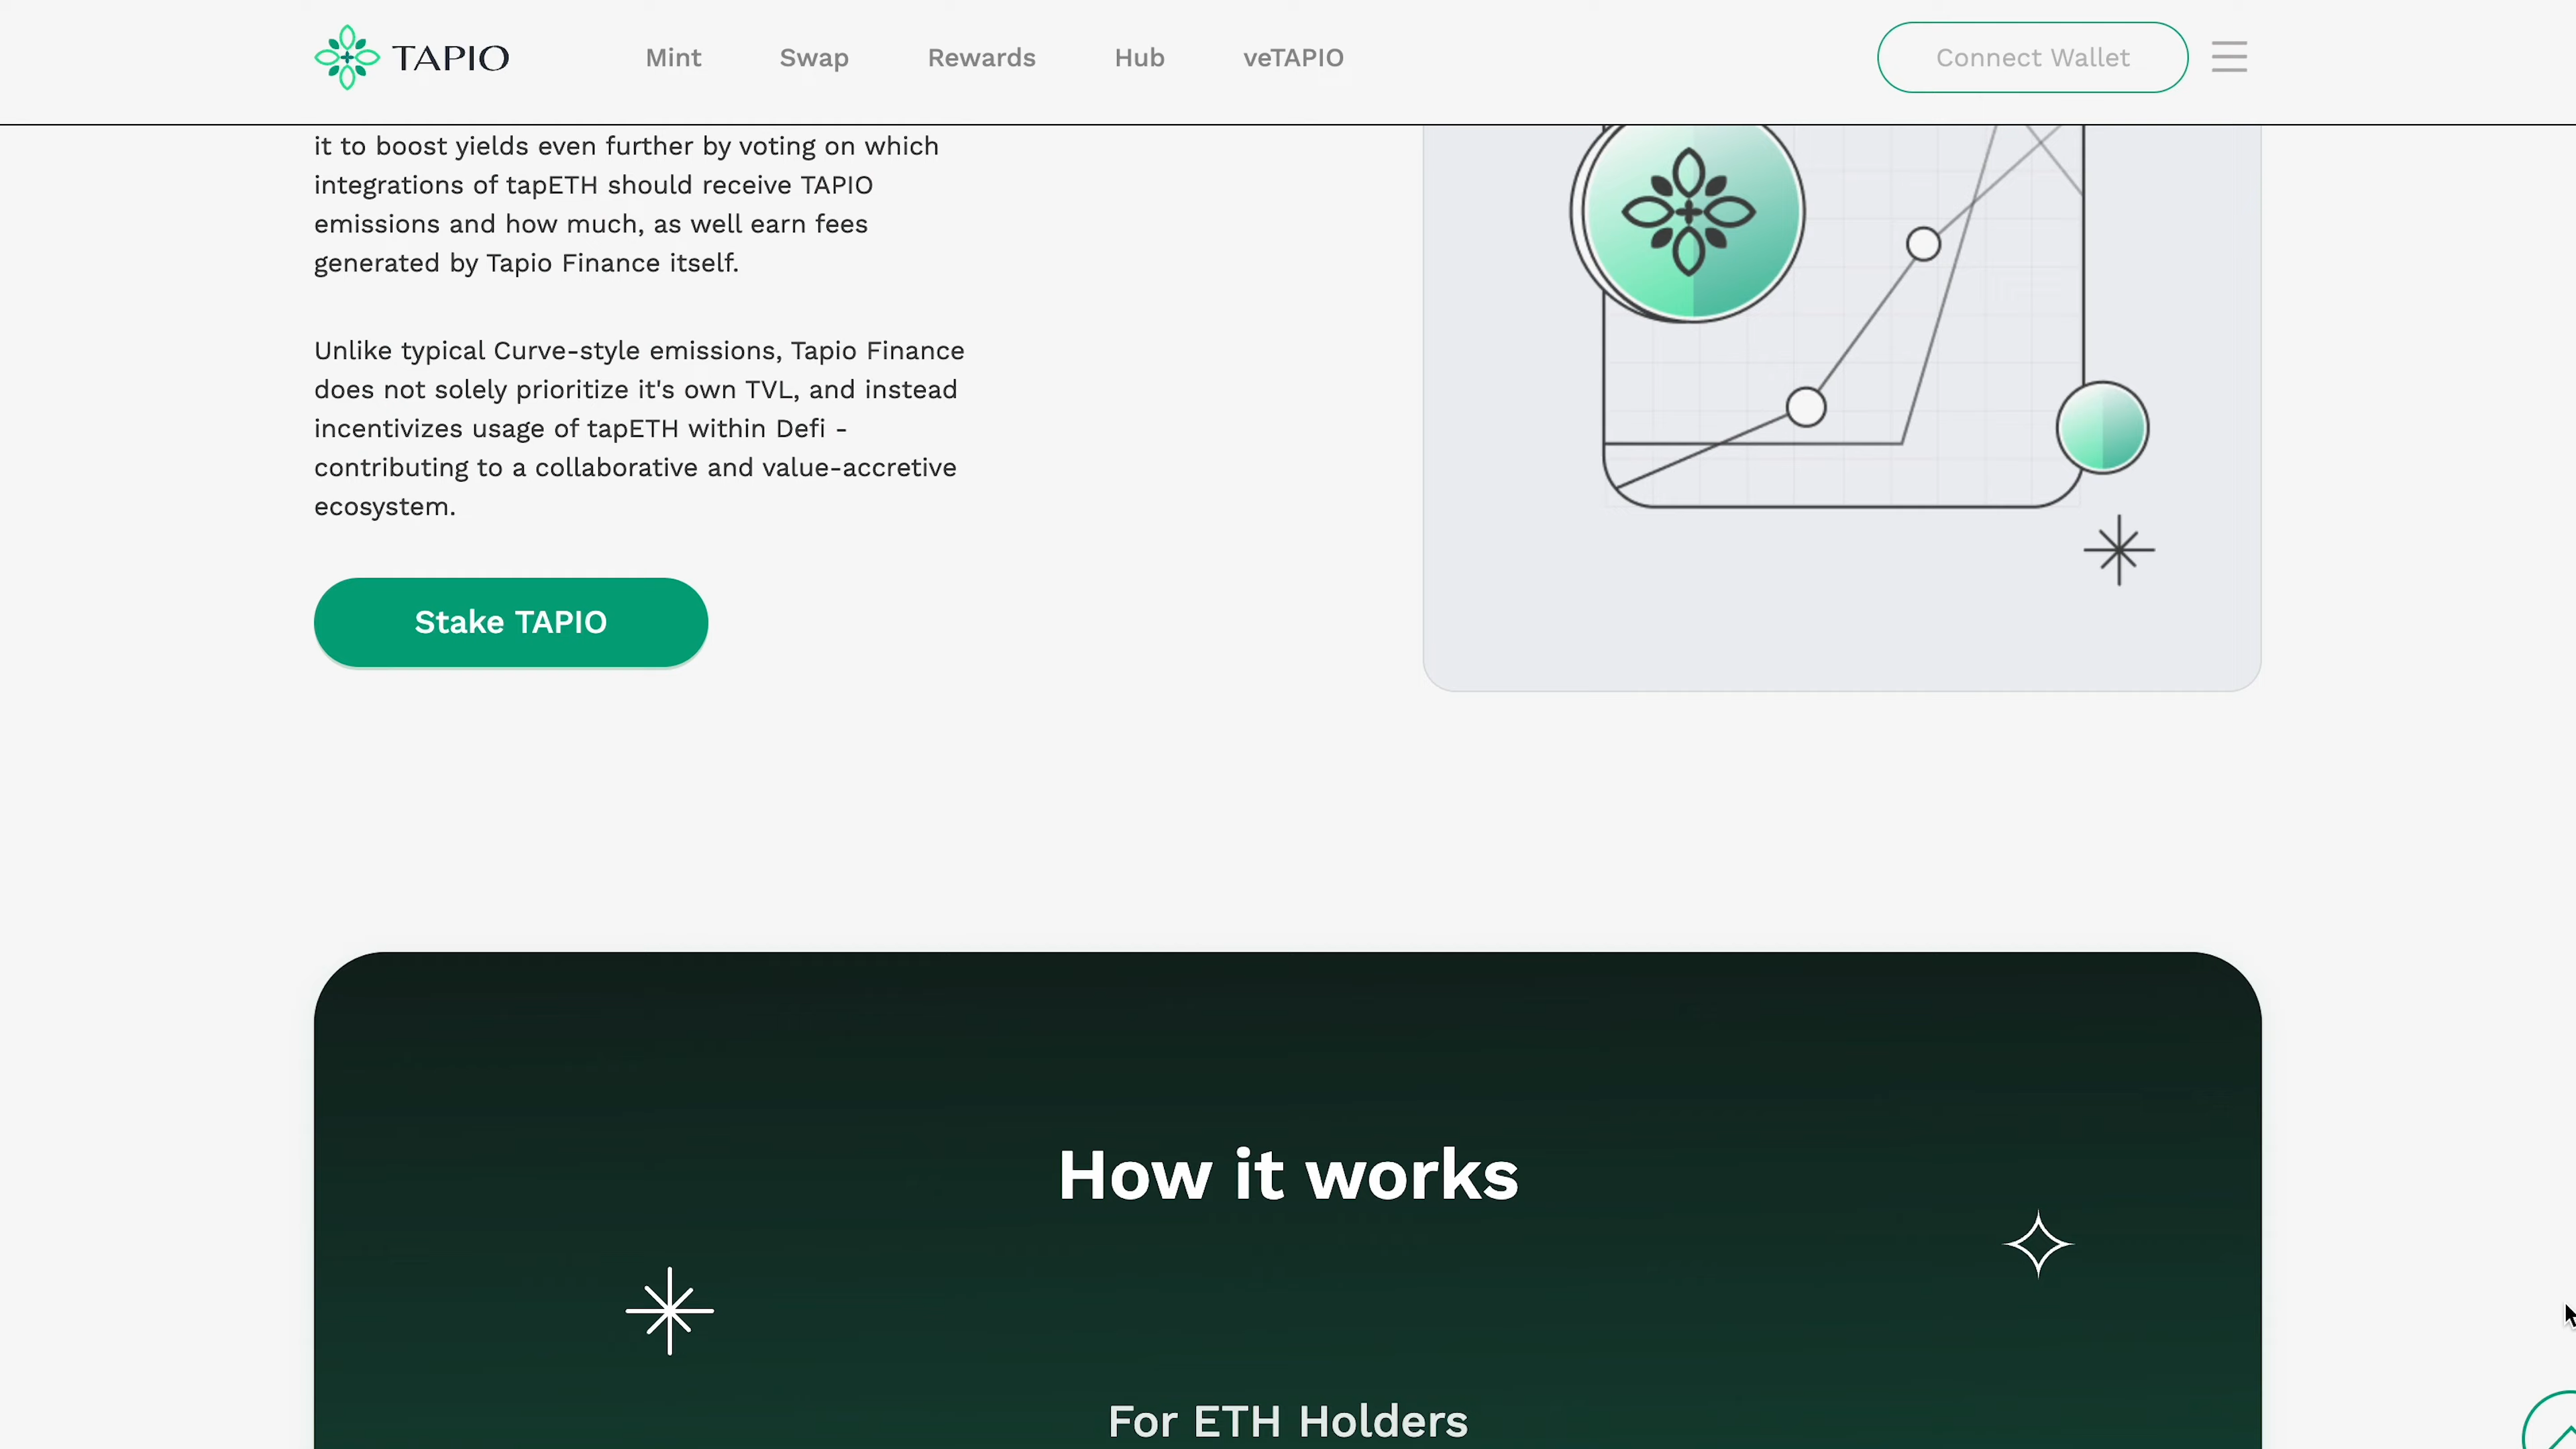 TAPIO
Mint
Swap
Rewards
Hub
veTAPIO
Connect Wallet
it to boost yields even further by voting on which
integrations of tapETH should receive TAPIO
emissions and how much, as well earn fees
generated by Tapio Finance itself.
Unlike typical Curve-style emissions, Tapio Finance
does not solely prioritize it's own TVL, and instead
incentivizes usage of tapETH within Defi -
contributing to a collaborative and value-accretive
ecosystem.
Stake TAPIO
How it works
For ETH Holders